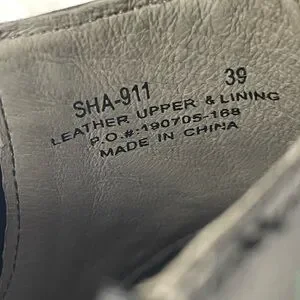 SHA-911 39
LEATHER UPPER & LINING
P.O.#:190705-168
MADE IN CHINA